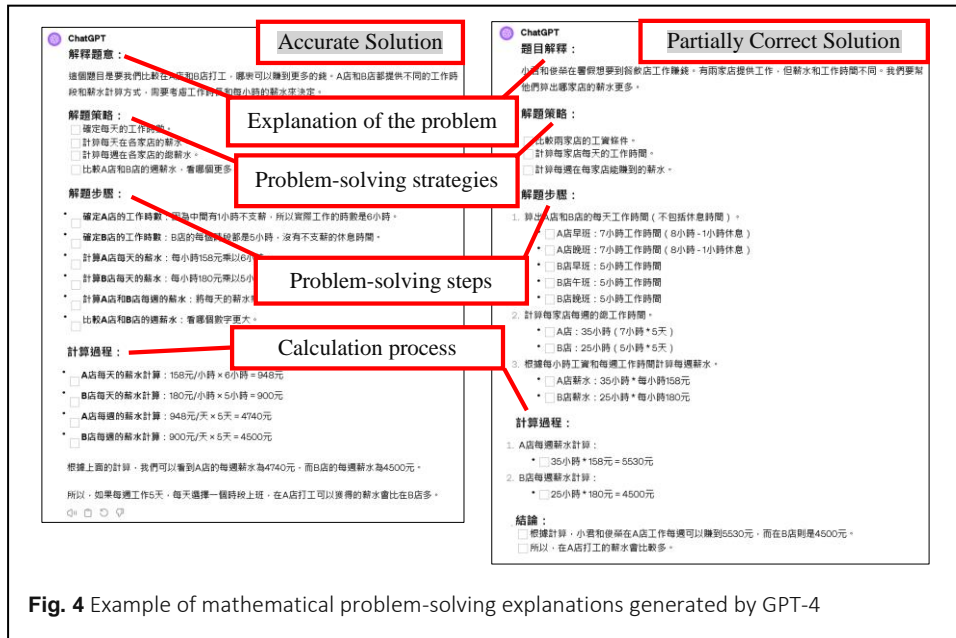 ChatGPT
Accurate Solution
解釋題意：
這個題目是要我們比較在A店和B店打工，哪裡可以賺到更多的錢。A店和B店都提供不同的工作時
段和薪水計算方式，需要考慮工作時長和每小時的薪水來決定。
解題策略：
確定每天的工作時數。
計算每天在各家店的薪水
計算每週在各家店的總薪水。
比較A店和B店的週薪水，看哪個更多
解題步驟：
確定A店的工作時數：因為中間有1小時不支薪，所以實際工作的時數是6小時。
確定B店的工作時數：B店的每個時段都是5小時，沒有不支薪的休息時間。
計算A店每天的薪水：每小時158元乘以6小
計算B店每天的薪水：每小時180元乘以5小
計算A店和B店每週的薪水：將每天的薪水
比較A店和B店的週薪水：看哪個數字更大。
計算過程：
A店每天的薪水計算：158元/小時 × 6小時 = 948元
B店每天的薪水計算：180元/小時 × 5小時 = 900元
A店每週的薪水計算：948元/天 × 5天 = 4740元
B店每週的薪水計算：900元/天 × 5天 = 4500元
根據上面的計算，我們可以看到A店的每週薪水為4740元，而B店的每週薪水為4500元。
所以，如果每週工作5天，每天選擇一個時段上班，在A店打工可以獲得的薪水會比在B店多。
Explanation of the problem
Problem-solving strategies
Problem-solving steps
Calculation process
ChatGPT
Partially Correct Solution
題目解釋：
小君和俊榮在暑假想要到餐飲店工作賺錢。有兩家店提供工作，但薪水和工作時間不同。我們要幫
他們算出哪家店的薪水更多。
解題策略：
比較兩家店的工資條件。
計算每家店每天的工作時間。
計算每週在每家店能賺到的薪水。
解題步驟：
1. 算出A店和B店的每天工作時間（不包括休息時間）。
A店早班：7小時工作時間（8小時 - 1小時休息）
A店晚班：7小時工作時間（8小時 - 1小時休息）
B店早班：5小時工作時間
B店午班：5小時工作時間
B店晚班：5小時工作時間
2. 計算每家店每週的總工作時間。
A店：35小時（7小時 * 5天）
B店：25小時（5小時 * 5天）
3. 根據每小時工資和每週工作時間計算每週薪水。
A店薪水：35小時 * 每小時158元
B店薪水：25小時 * 每小時180元
計算過程：
1. A店每週薪水計算：
35小時 * 158元 = 5530元
2. B店每週薪水計算：
25小時 * 180元 = 4500元
結論：
根據計算，小君和俊榮在A店工作每週可以賺到5530元，而在B店則是4500元。
所以，在A店打工的薪水會比較多。
Fig. 4 Example of mathematical problem-solving explanations generated by GPT-4